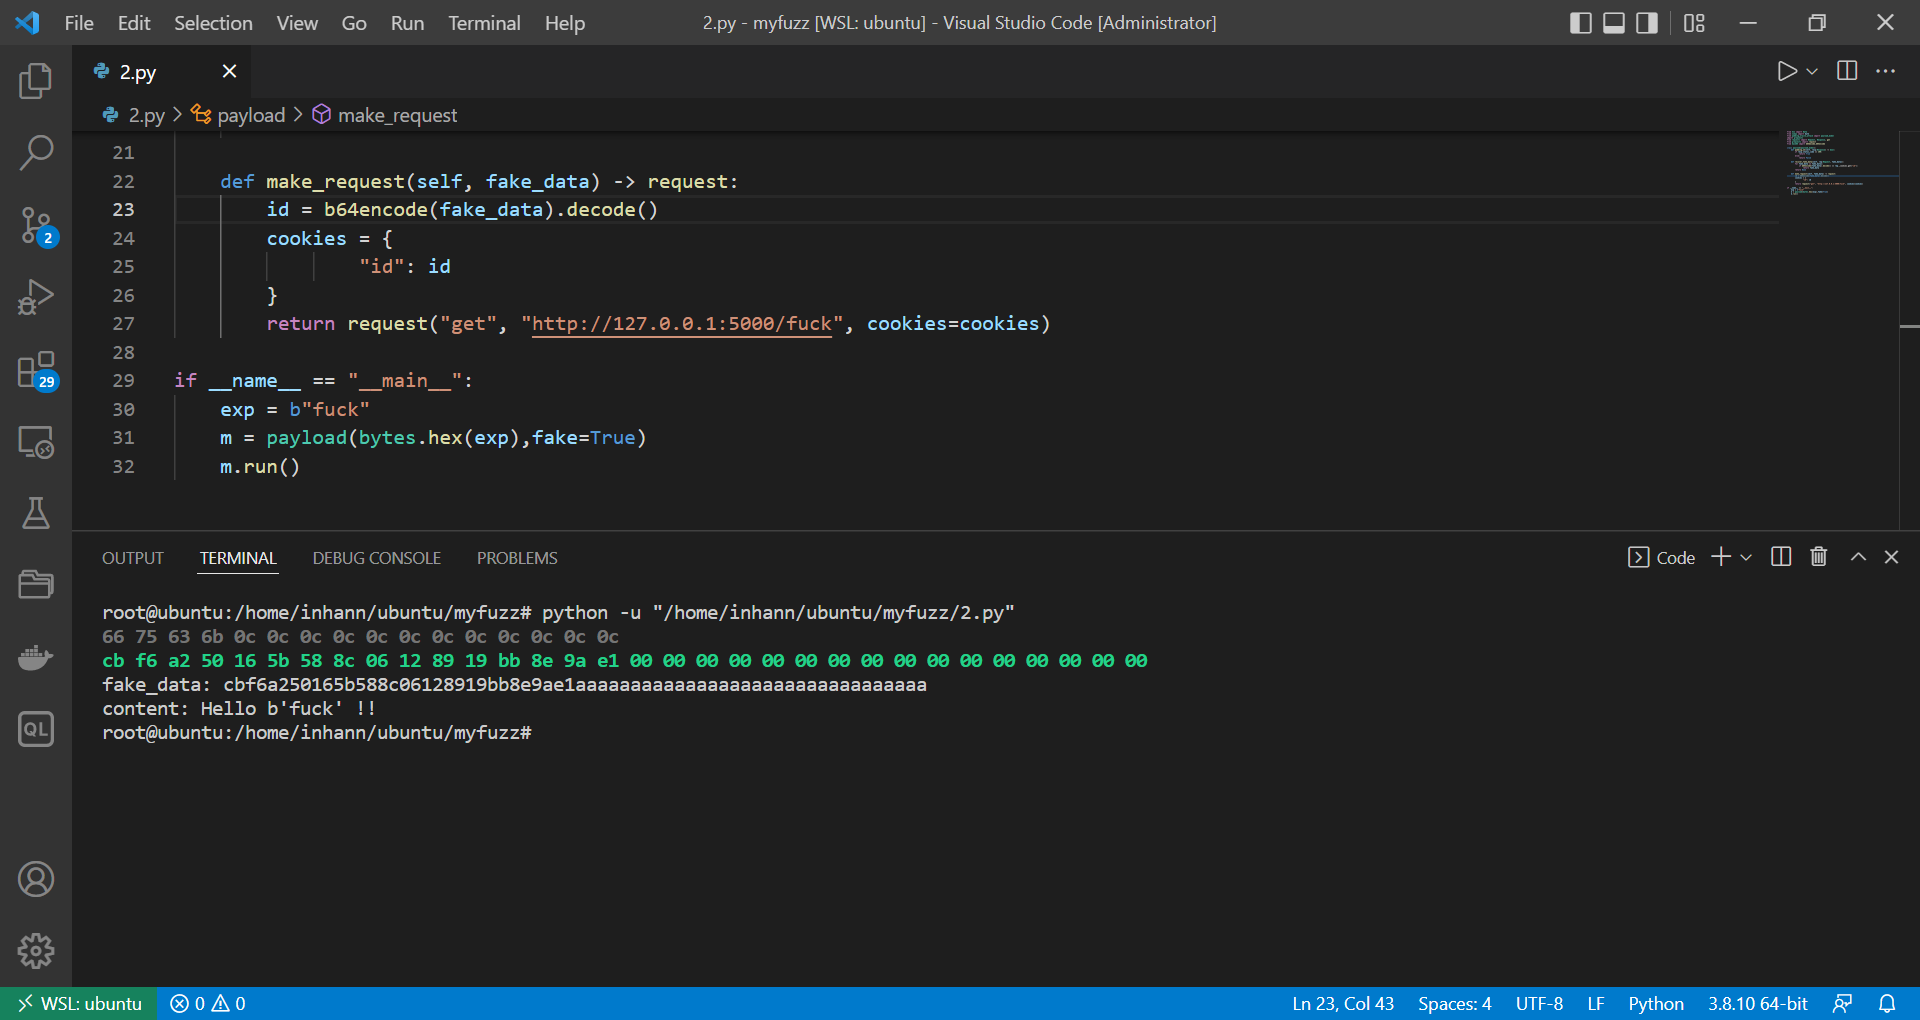 File Edit Selection View Go Run Terminal Help
2.py - myfuzz [WSL: ubuntu] - Visual Studio Code [Administrator]
2.py
2.py > payload > make_request
21
22 def make_request(self, fake_data) -> request:
23 id = b64encode(fake_data).decode()
24 cookies = {
25 "id": id
26 }
27 return request("get", "http://127.0.0.1:5000/fuck", cookies=cookies)
28
29 if __name__ == "__main__":
30 exp = b"fuck"
31 m = payload(bytes.hex(exp),fake=True)
32 m.run()
2
29
QL
OUTPUT TERMINAL DEBUG CONSOLE PROBLEMS
Code
root@ubuntu:/home/inhann/ubuntu/myfuzz# python -u "/home/inhann/ubuntu/myfuzz/2.py"
66 75 63 6b 0c 0c 0c 0c 0c 0c 0c 0c 0c 0c 0c 0c
cb f6 a2 50 16 5b 58 8c 06 12 89 19 bb 8e 9a e1 00 00 00 00 00 00 00 00 00 00 00 00 00 00 00 00
fake_data: cbf6a250165b588c06128919bb8e9ae1aaaaaaaaaaaaaaaaaaaaaaaaaaaaaaaa
content: Hello b'fuck' !!
root@ubuntu:/home/inhann/ubuntu/myfuzz#
WSL: ubuntu 0 0
Ln 23, Col 43 Spaces: 4 UTF-8 LF Python 3.8.10 64-bit